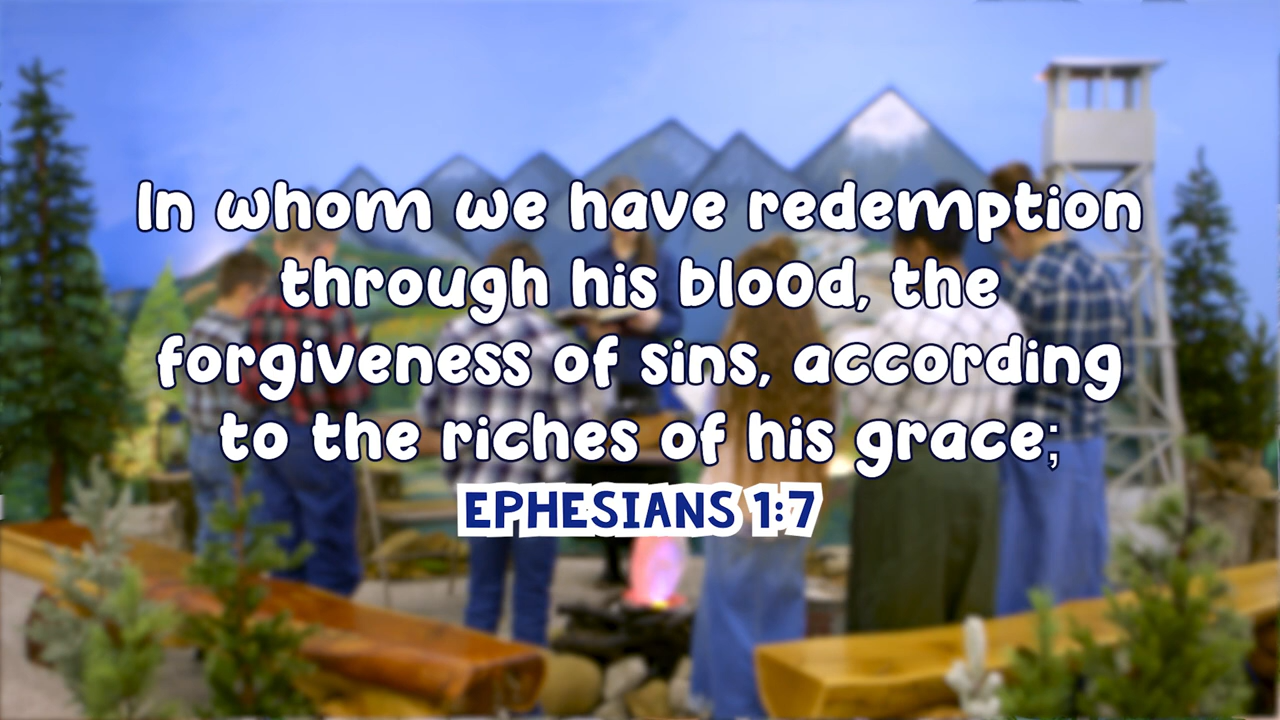 In whom we have redemption
through his blo0d, the
forgiveness of sins, according
to the riches of his grace;
EPHESIANS 1:7